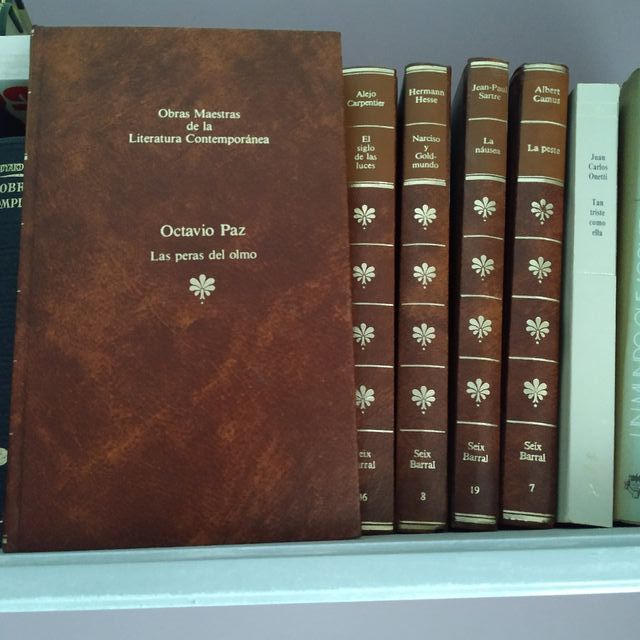 Obras Maestras
de la
Literatura Contemporánea
Octavio Paz
Las peras del olmo
Alejo
Carpentier
El
siglo
de las
luces
Seix
Barral
Hermann
Hesse
Narciso
y
Gold-
mundo
Seix
Barral
8
Jean-Paul
Sartre
La
náusea
Seix
Barral
19
Albert
Camus
La peste
Seix
Barral
7
Juan
Carlos
Onetti
Tan
triste
como
ella